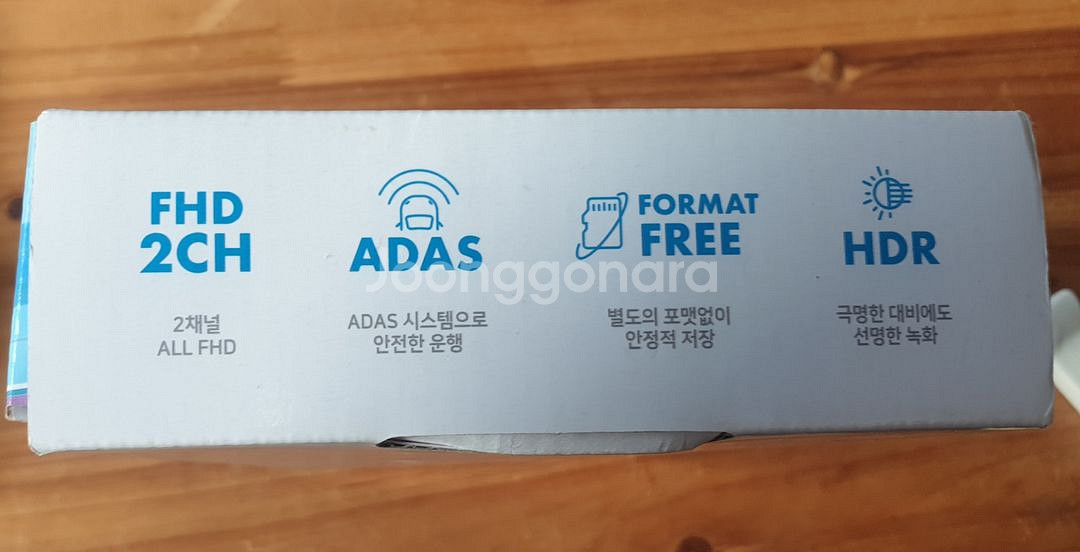 FHD
2CH
2채널
ALL FHD
ADAS
ADAS 시스템으로
안전한 운행
FORMAT
FREE
별도의 포맷없이
안정적 저장
HDR
극명한 대비에도
선명한 녹화
Joonggonara